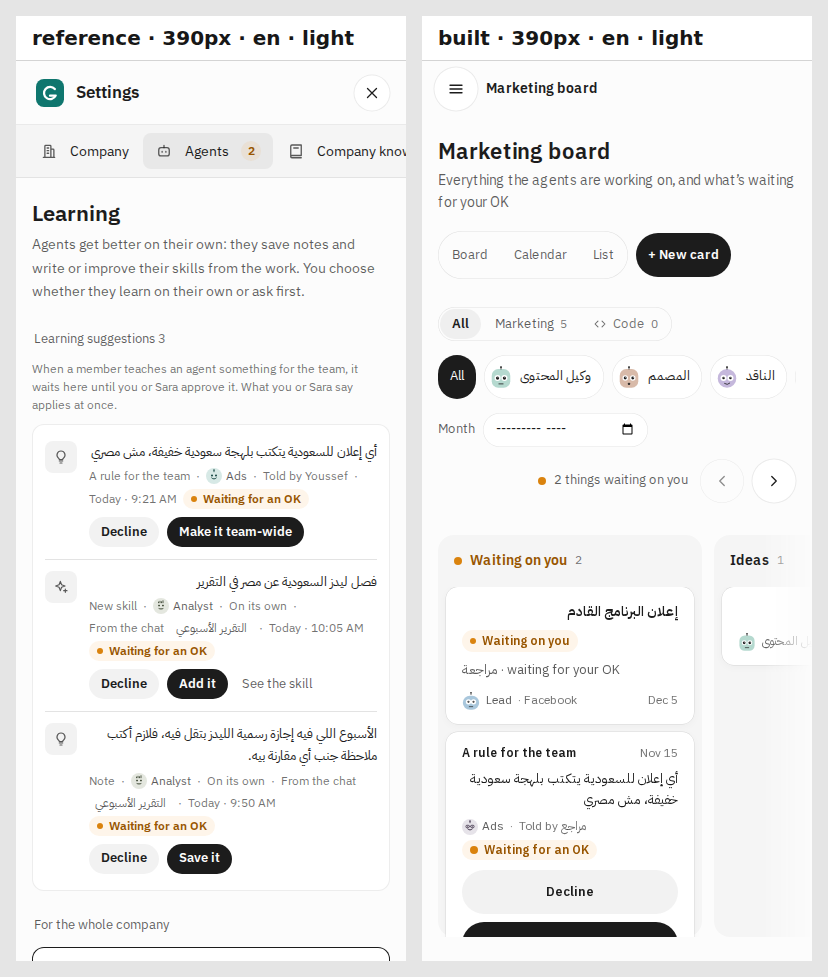 reference · 390px · en · light
Settings
Company
Agents 2
Company know
Learning
Agents get better on their own: they save notes and
write or improve their skills from the work. You choose
whether they learn on their own or ask first.
Learning suggestions 3
When a member teaches an agent something for the team, it
waits here until you or Sara approve it. What you or Sara say
applies at once.
أي إعلان للسعودية يتكتب بلهجة سعودية خفيفة، مش مصري
A rule for the team · Ads · Told by Youssef ·
Today · 9:21 AM Waiting for an OK
Decline Make it team-wide
فصل ليدز السعودية عن مصر في التقرير
New skill · Analyst · On its own ·
From the chat التقرير الأسبوعي · Today · 10:05 AM
Waiting for an OK
Decline Add it See the skill
الأسبوع اللي فيه إجازة رسمية الليدز بتقل فيه، فلازم أكتب
ملاحظة جنب أي مقارنة بيه.
Note · Analyst · On its own · From the chat
التقرير الأسبوعي · Today · 9:50 AM
Waiting for an OK
Decline Save it
For the whole company
built · 390px · en · light
Marketing board
Marketing board
Everything the agents are working on, and what's waiting
for your OK
Board Calendar List + New card
All Marketing 5 Code 0
All وكيل المحتوى المصمم الناقد
Month --------- ----
2 things waiting on you
Waiting on you 2
إعلان البرنامج القادم
Waiting on you
مراجعة · waiting for your OK
Lead · Facebook Dec 5
A rule for the team Nov 15
أي إعلان للسعودية يتكتب بلهجة سعودية
خفيفة، مش مصري
Ads · Told by مراجع
Waiting for an OK
Decline
Ideas 1
ل المحتوى